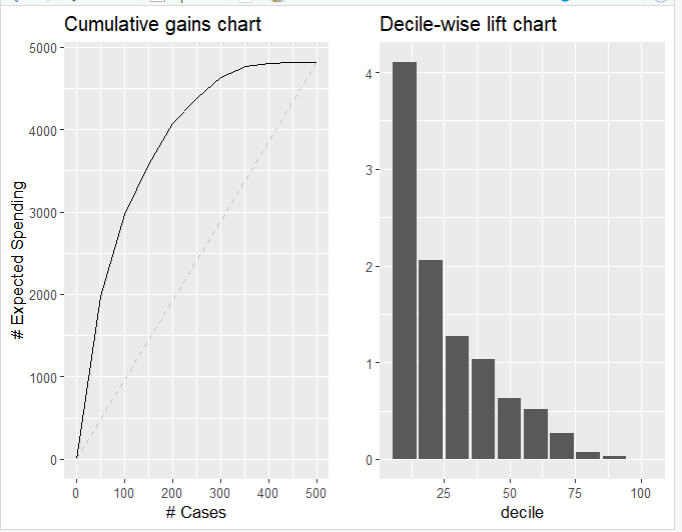 Cumulative gains chart
# Expected Spending
5000
4000
3000
2000
1000
0
0 100 200 300 400 500
# Cases
Decile-wise lift chart
4
3
2
1
0
25 50 75 100
decile